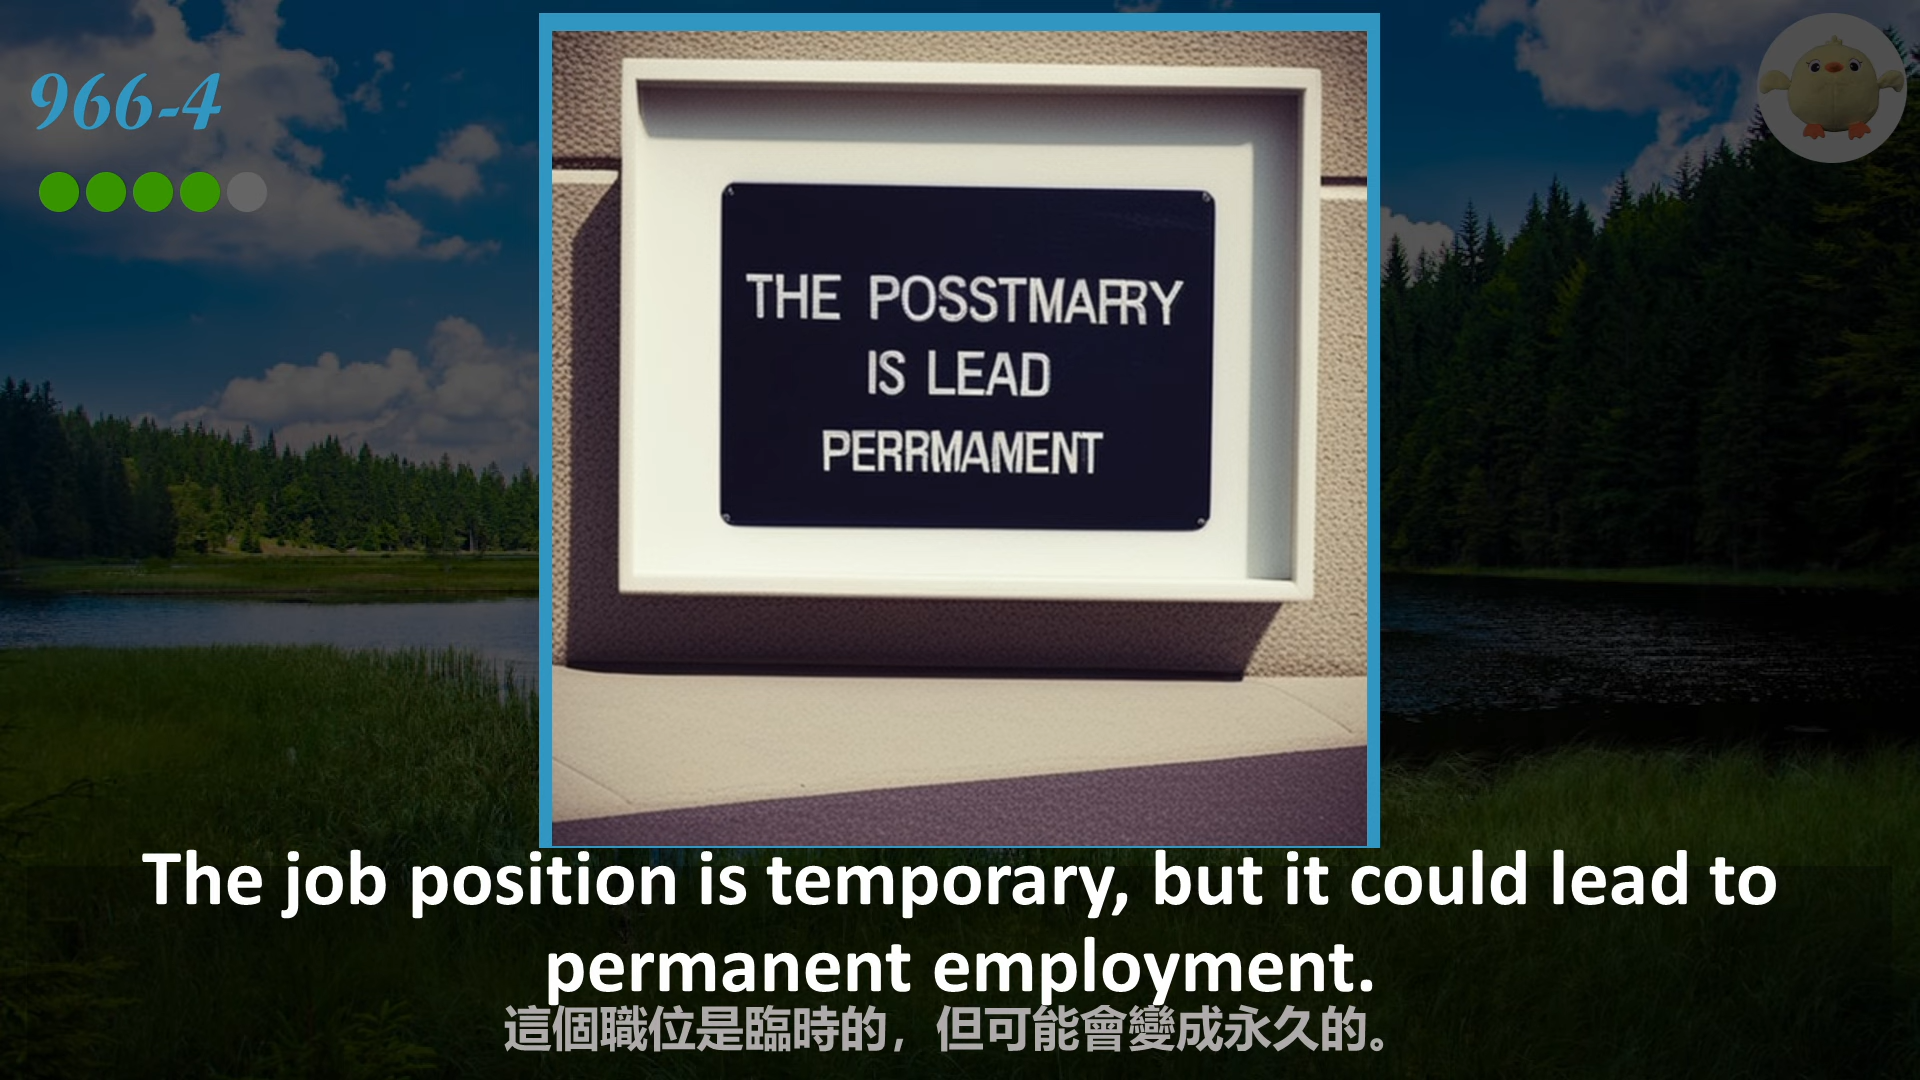 966-4
THE POSSTMARRY
IS LEAD
PERRMAMENT
The job position is temporary, but it could lead to
permanent employment.
這個職位是臨時的，但可能會變成永久的。